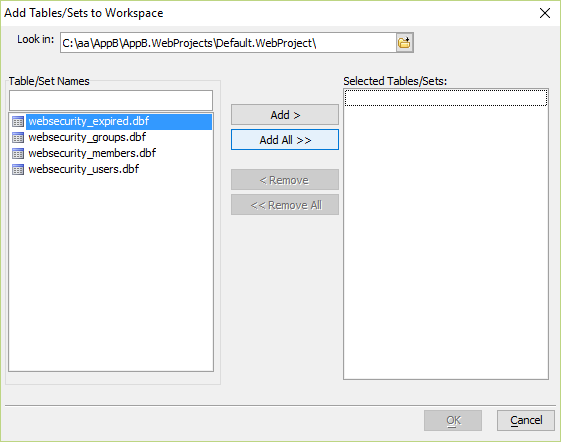 Add Tables/Sets to Workspace
Look in: C:\aa\AppB\AppB.WebProjects\Default.WebProject\
Table/Set Names
websecurity_expired.dbf
websecurity_groups.dbf
websecurity_members.dbf
websecurity_users.dbf
Add >
Add All >>
< Remove
<< Remove All
Selected Tables/Sets:
OK
Cancel